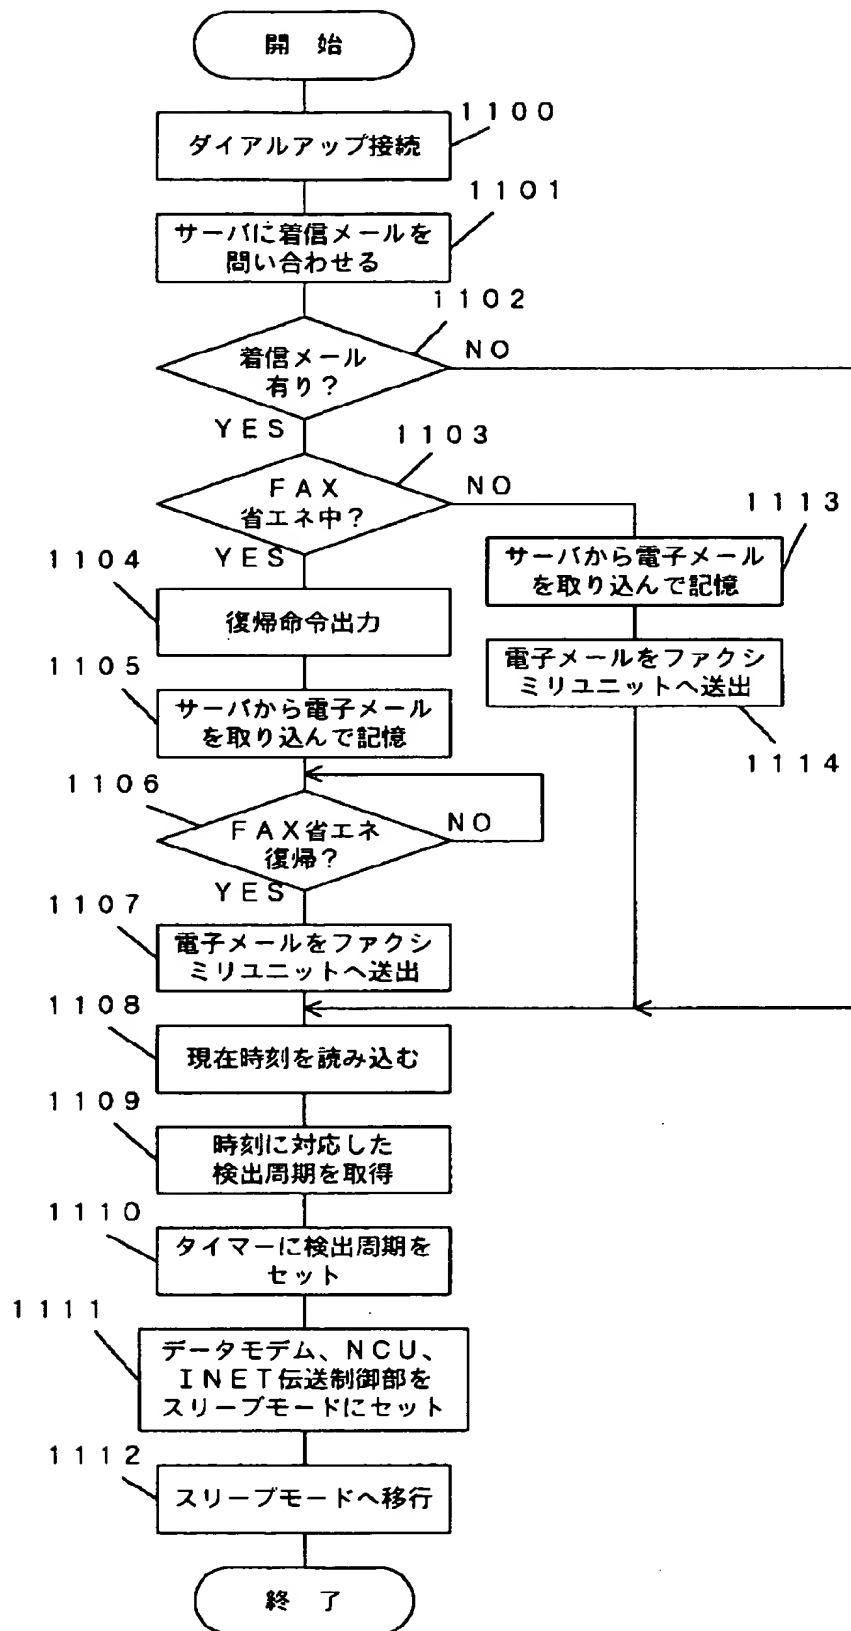 開 始
1100
ダイアルアップ接続
1101
サーバに着信メールを
問い合わせる
1102
着信メール
有り?
NO
YES
1103
FAX
省エネ中?
NO
YES
1113
サーバから電子メール
を取り込んで記憶
電子メールをファクシ
ミリユニットへ送出
1114
1104
復帰命令出力
1105
サーバから電子メール
を取り込んで記憶
1106
FAX省エネ
復帰?
NO
YES
1107
電子メールをファクシ
ミリユニットへ送出
1108
現在時刻を読み込む
1109
時刻に対応した
検出周期を取得
1110
タイマーに検出周期を
セット
1111
データモデム、NCU、
INET伝送制御部を
スリープモードにセット
1112
スリープモードへ移行
終 了